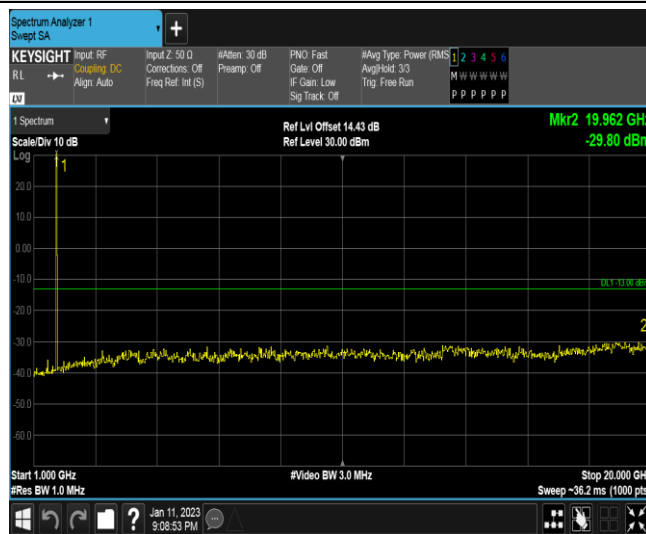 Spectrum Analyzer 1
Swept SA
+
KEYSIGHT
RL
LXI
Input: RF
Coupling: DC
Align: Auto
Input Z: 50 Ω
Corrections: Off
Freq Ref: Int (S)
#Atten: 30 dB
Preamp: Off
PNO: Fast
Gate: Off
IF Gain: Low
Sig Track: Off
#Avg Type: Power (RMS
Avg|Hold: 3/3
Trig: Free Run
1 2 3 4 5 6
M W W W W W
P P P P P P
1 Spectrum
Scale/Div 10 dB
Log
Ref Lvl Offset 14.43 dB
Ref Level 30.00 dBm
Mkr2 19.962 GHz
-29.80 dBm
1
20.0
10.0
0.00
-10.0
DL1 -13.00 dBm
-20.0
2
-30.0
-40.0
-50.0
-60.0
Start 1.000 GHz
#Res BW 1.0 MHz
#Video BW 3.0 MHz
Stop 20.000 GHz
Sweep ~36.2 ms (1000 pts
?
Jan 11, 2023
9:08:53 PM